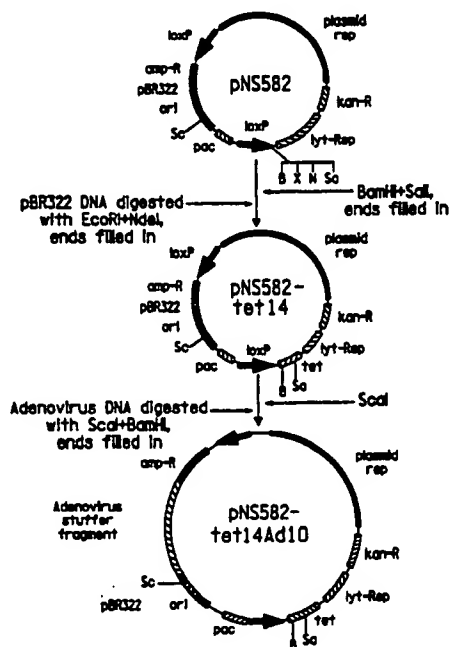 plasmid
rep
loxP
amp-R
pBR322
ori
pNS582
kan-R
Sc
loxP
lyt-Rep
pac
B X N Sa
pBR322 DNA digested
with EcoRI+NdeI,
ends filled in
BamHI+SalI,
ends filled in
plasmid
rep
loxP
amp-R
pBR322
ori
pNS582-
tet14
kan-R
Sc
lyt-Rep
pac
loxP
tet
Sa
B
Adenovirus DNA digested
with ScaI+BamHI,
ends filled in
ScaI
amp-R
plasmid
rep
Adenovirus
stuffer
fragment
pNS582-
tet14Ad10
kan-R
Sc
pBR322
ori
lyt-Rep
pac
tet
Sa
B